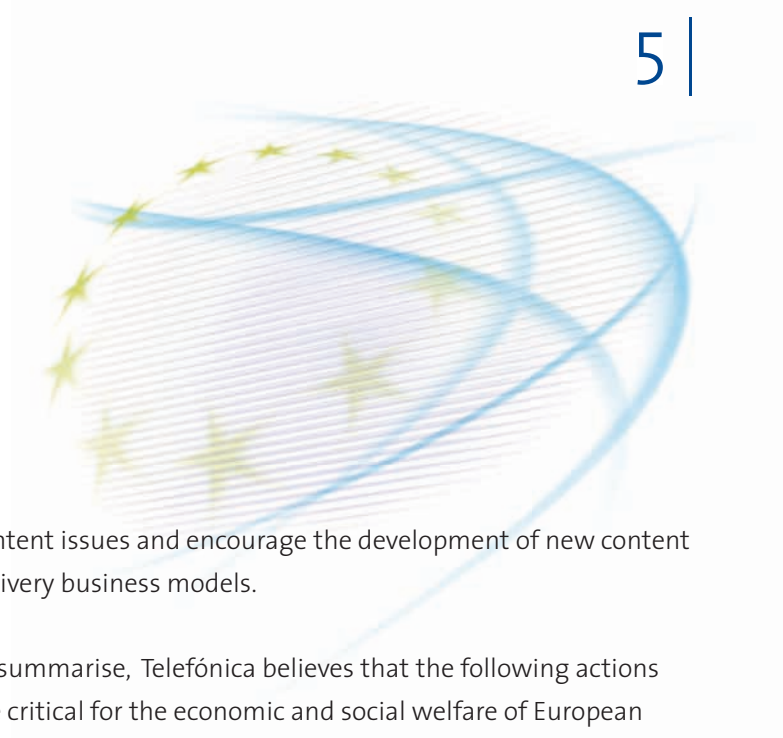 5
ntent issues and encourage the development of new content
ivery business models.
summarise, Telefónica believes that the following actions
critical for the economic and social welfare of European